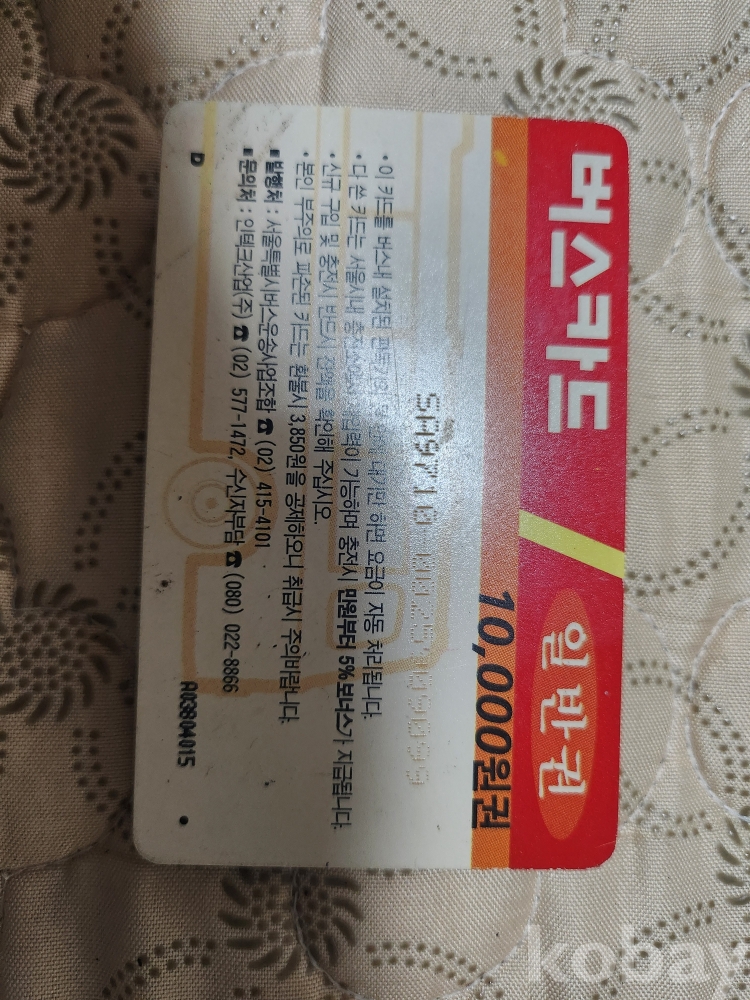 버스카드
일반권
10,000원권
• 이 카드를 버스내 설치된 판독기에 대기만 하면 요금이 자동 처리됩니다.
• 다 쓴 카드는 서울시내 충전소에서 가능하며 충전시 만원부터 5% 보너스가 지급됩니다.
• 신규 구입 및 충전시 반드시 잔액을 확인해 주십시오.
• 본인 부주의로 파손된 카드는 환불시 3,850원을 공제하오니 취급시 주의바랍니다.
■ 발행처 : 서울특별시버스운송사업조합 ☎ (02) 415-4101
■ 문의처 : 인텍크산업(주) ☎ (02) 577-1472, 수신자부담 ☎ (080) 022-8866
D
A03804015
kobay